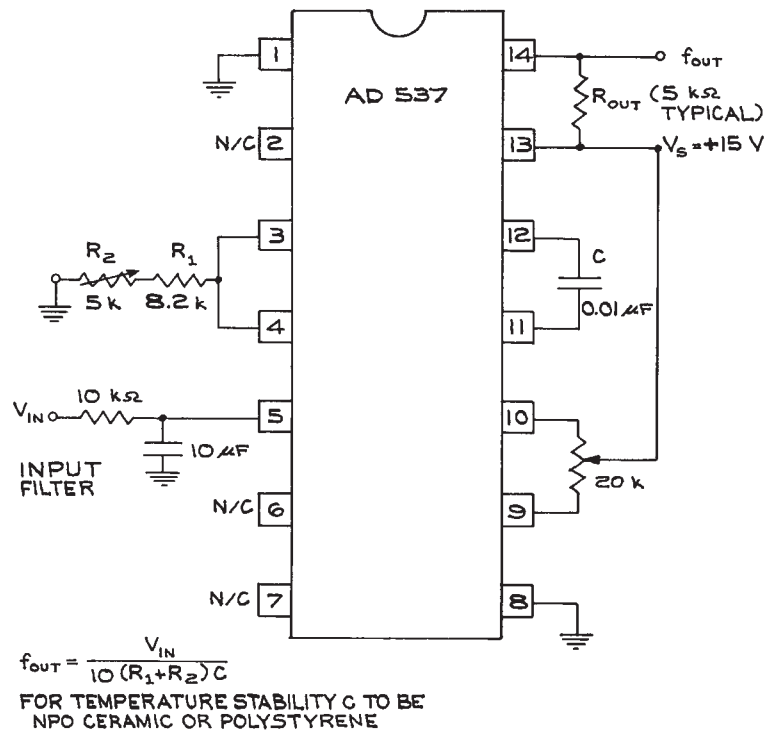 1
14
f_OUT
AD 537
R_OUT (5 kΩ
TYPICAL)
N/C 2
13
V_S = +15 V
3
12
R_2
R_1
C
5 k
8.2 k
0.01 µF
4
11
10 kΩ
V_IN
5
10
10 µF
INPUT
FILTER
20 k
N/C 6
9
N/C 7
8
f_OUT = V_IN / 10 (R_1+R_2) C
FOR TEMPERATURE STABILITY C TO BE
NPO CERAMIC OR POLYSTYRENE